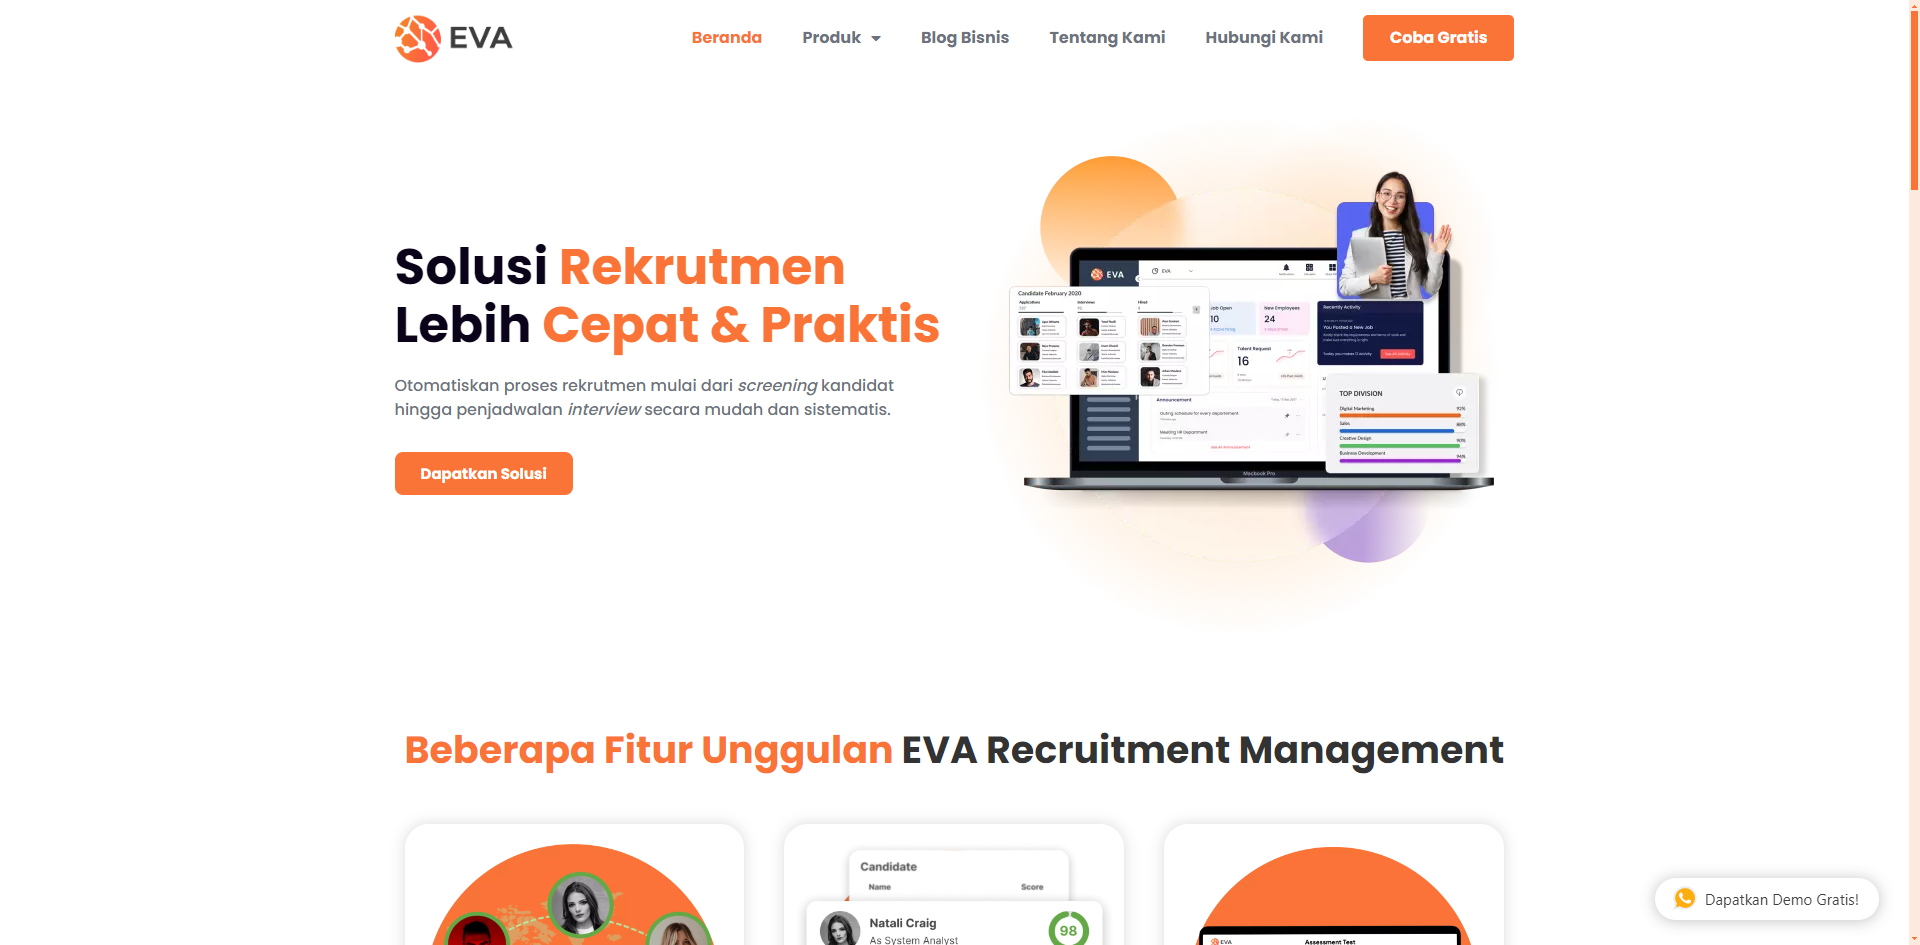 EVA
Beranda
Produk
Blog Bisnis
Tentang Kami
Hubungi Kami
Coba Gratis
Solusi Rekrutmen
Lebih Cepat & Praktis
Otomatiskan proses rekrutmen mulai dari screening kandidat
hingga penjadwalan interview secara mudah dan sistematis.
Dapatkan Solusi
EVA
EVA
Candidate February 2020
Applications
Interviews
Hired
Job Open
10
New Employees
24
Talent Request
16
Recently Activity
You Posted a New Job
Announcement
TOP DIVISION
Digital Marketing
Sales
Creative Design
90%
Business Development
94%
Macbook Pro
Beberapa Fitur Unggulan EVA Recruitment Management
Candidate
Name
Score
Natali Craig
As System Analyst
98
EVA
Assessment Test
Dapatkan Demo Gratis!